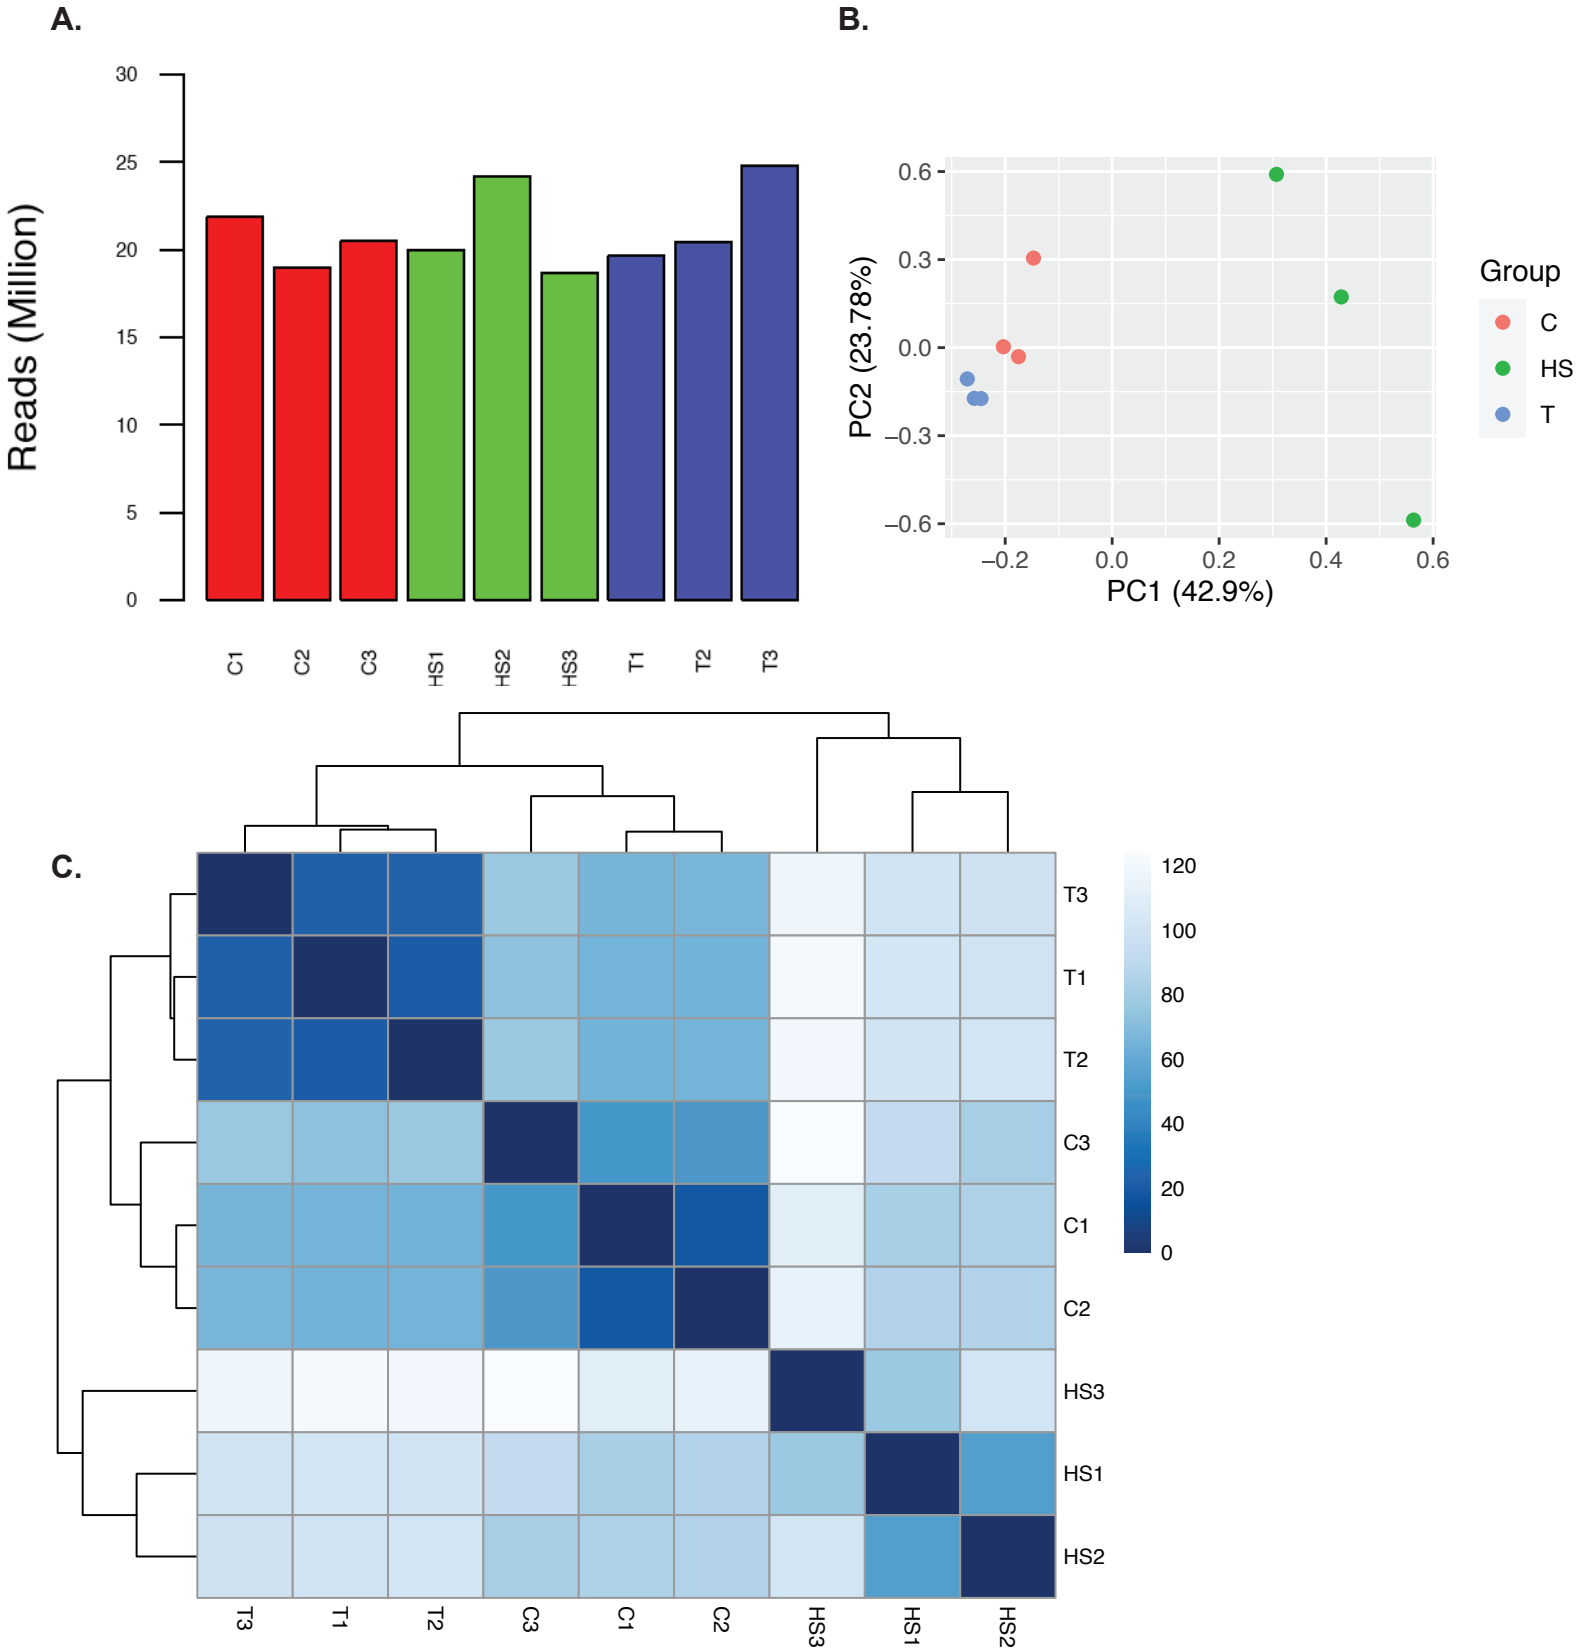 A.
Reads (Million)
30
25
20
15
10
5
0
C1
C2
C3
HS1
HS2
HS3
T1
T2
T3
B.
PC2 (23.78%)
0.6
0.3
0.0
−0.3
−0.6
−0.2
0.0
0.2
0.4
0.6
PC1 (42.9%)
Group
C
HS
T
C.
T3
T1
T2
C3
C1
C2
HS3
HS1
HS2
120
100
80
60
40
20
0
T3
T1
T2
C3
C1
C2
HS3
HS1
HS2